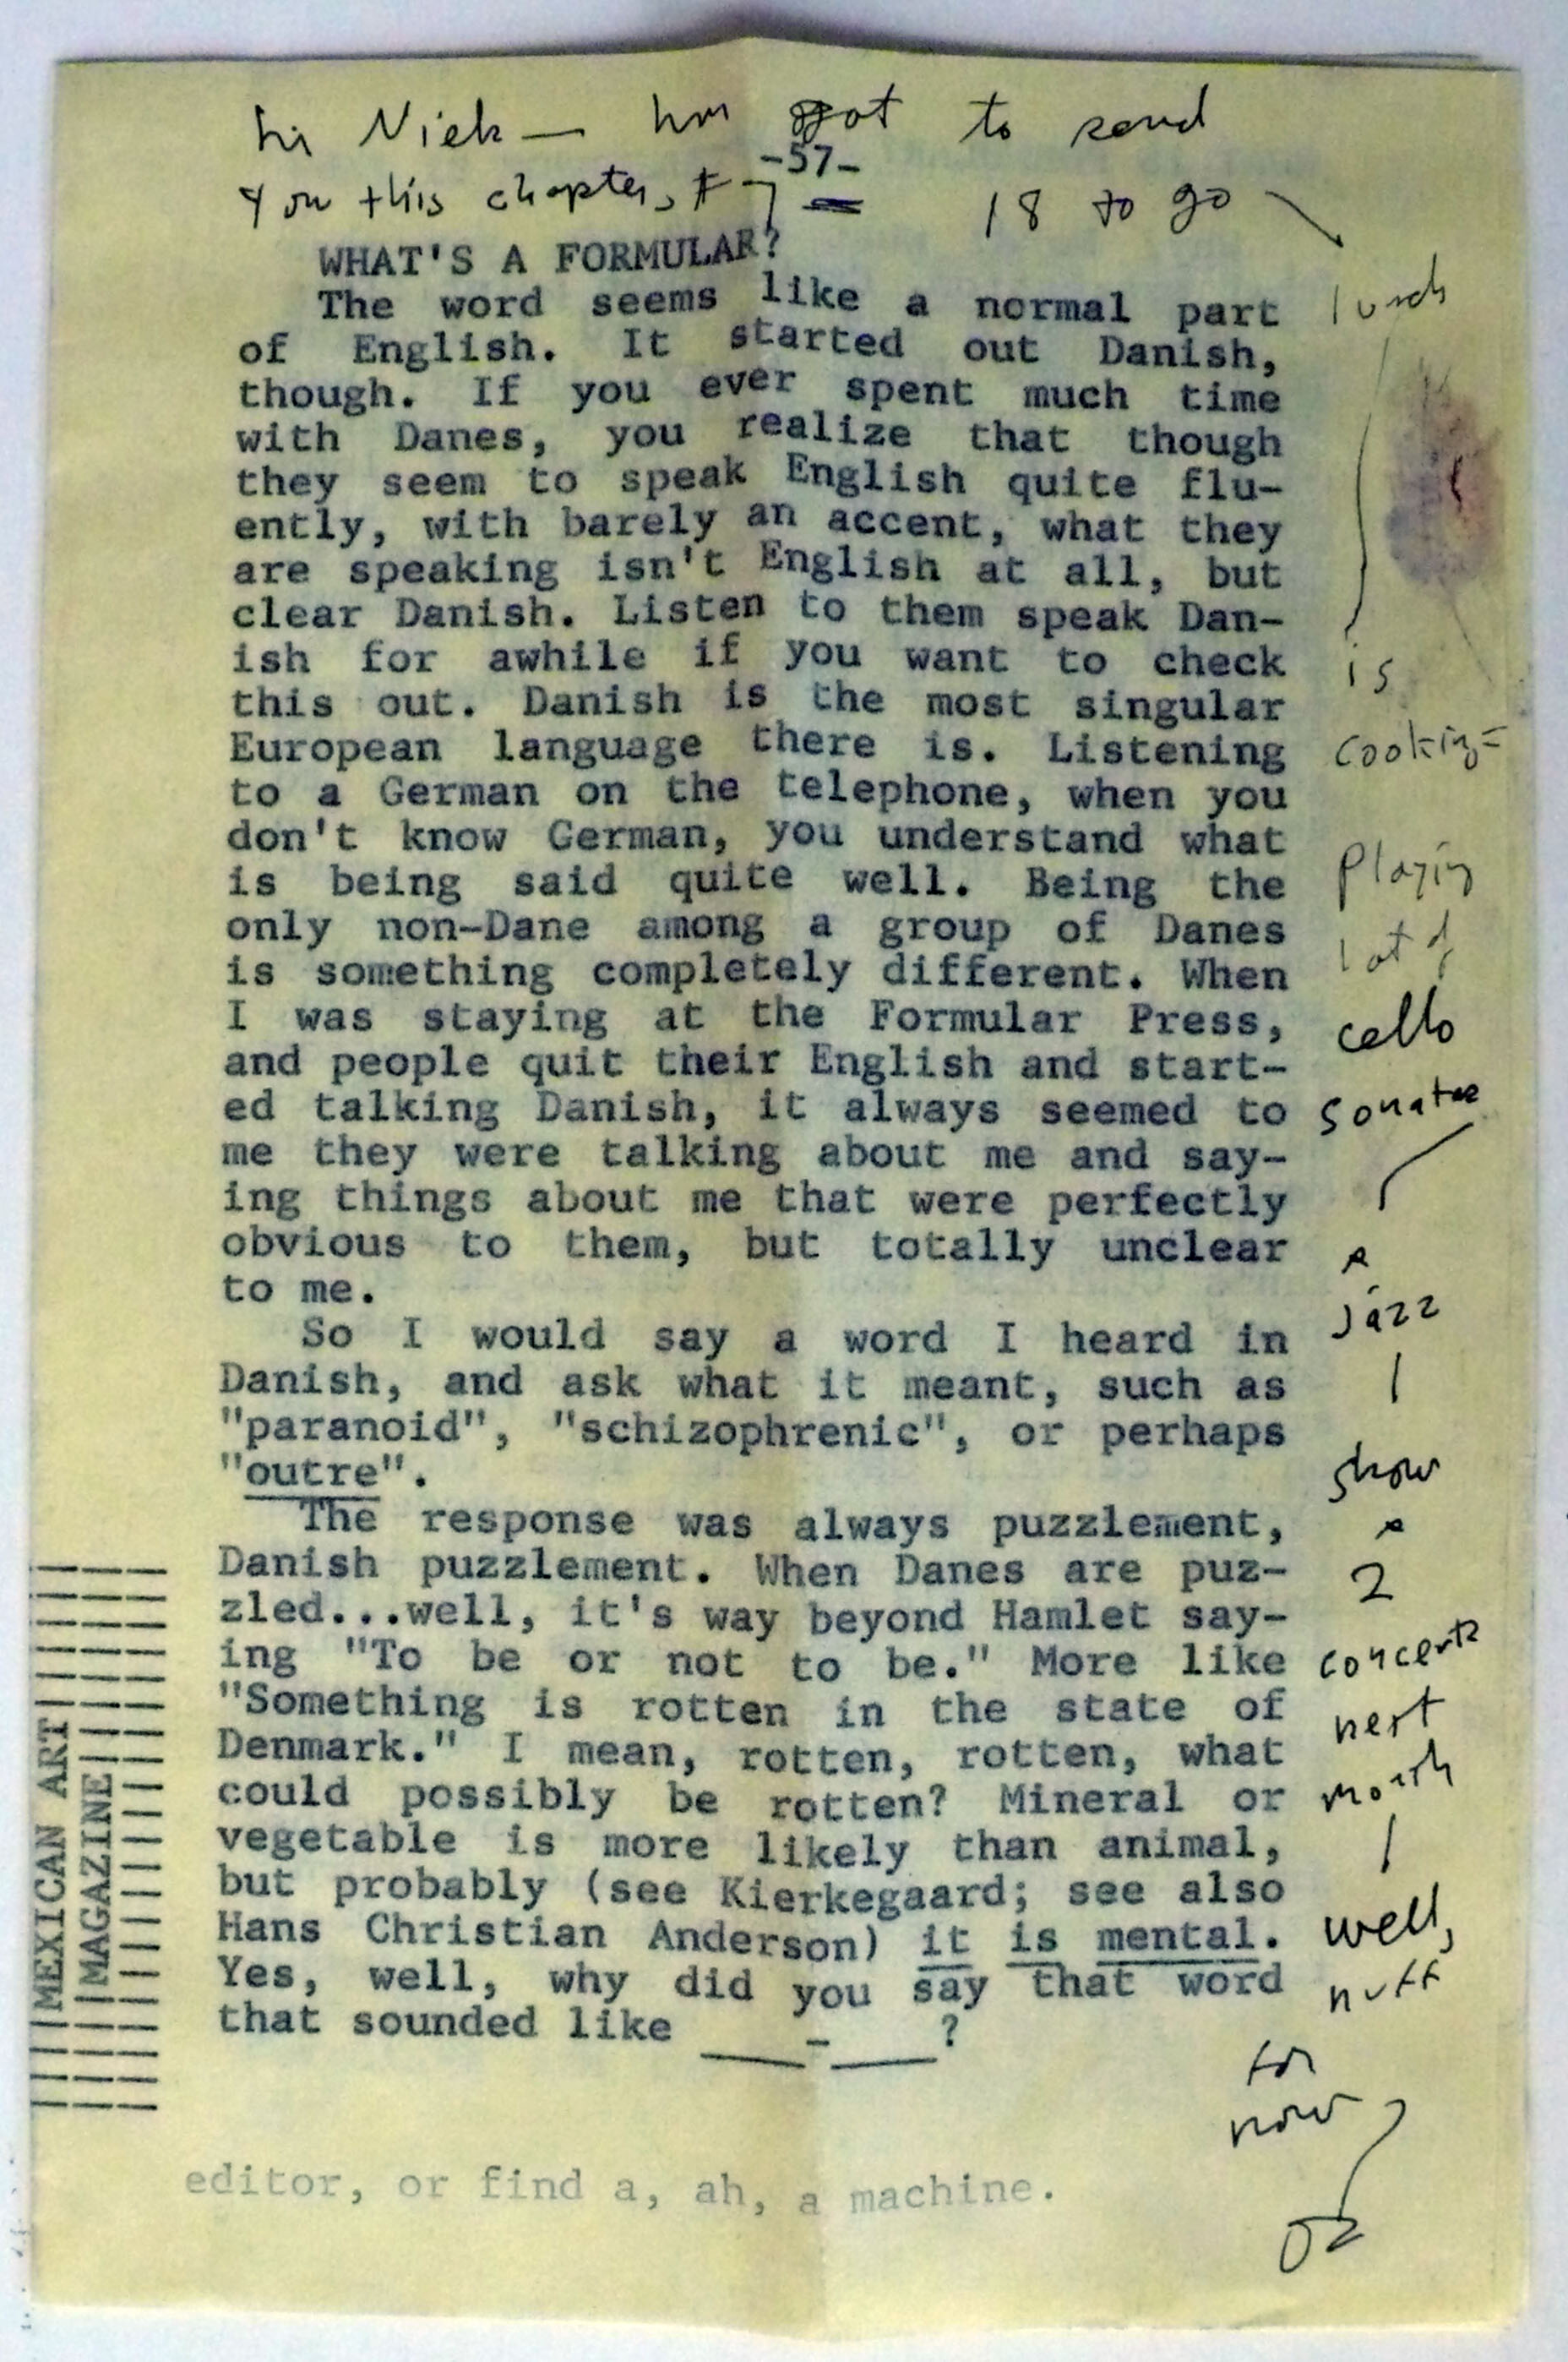 hi Nick — hm got to send
-57-
you this chapter, # 7 18 to go
WHAT'S A FORMULAR?
The word seems like a normal part
of English. It started out Danish,
though. If you ever spent much time
with Danes, you realize that though
they seem to speak English quite flu-
ently, with barely an accent, what they
are speaking isn't English at all, but
clear Danish. Listen to them speak Dan-
ish for awhile if you want to check
this out. Danish is the most singular
European language there is. Listening
to a German on the telephone, when you
don't know German, you understand what
is being said quite well. Being the
only non-Dane among a group of Danes
is something completely different. When
I was staying at the Formular Press,
and people quit their English and start-
ed talking Danish, it always seemed to
me they were talking about me and say-
ing things about me that were perfectly
obvious to them, but totally unclear
to me.
So I would say a word I heard in
Danish, and ask what it meant, such as
"paranoid", "schizophrenic", or perhaps
"outre".
The response was always puzzlement,
Danish puzzlement. When Danes are puz-
zled...well, it's way beyond Hamlet say-
ing "To be or not to be." More like
"Something is rotten in the state of
Denmark." I mean, rotten, rotten, what
could possibly be rotten? Mineral or
vegetable is more likely than animal,
but probably (see Kierkegaard; see also
Hans Christian Anderson) it is mental.
Yes, well, why did you say that word
that sounded like ___-___?
lunch
is
cooking
playing
lot of
cello
sonatas
a
jazz
show
2
concerts
next
month
well,
nuff
for
now
MEXICAN ART
MAGAZINE
editor, or find a, ah, a machine.